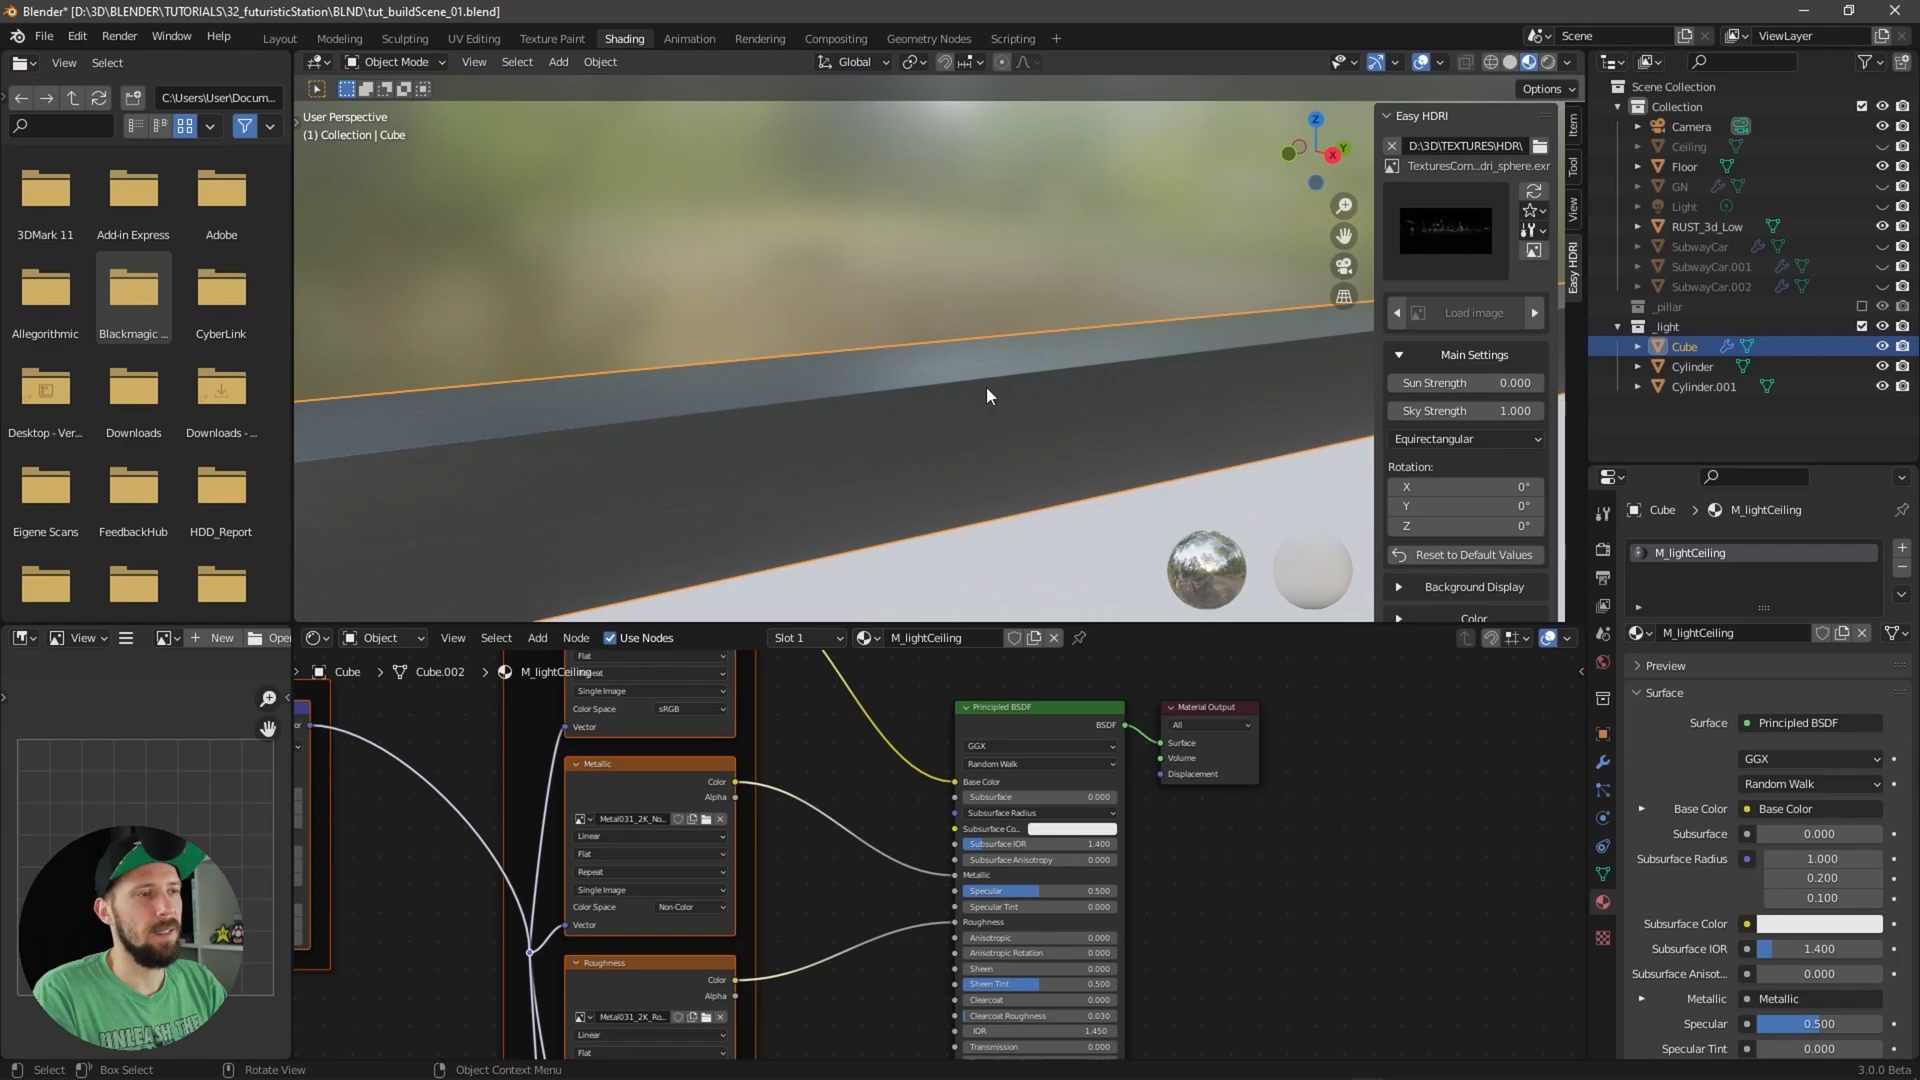 Blender* [D:\3D\BLENDER\TUTORIALS\32_futuristicStation\BLND\tut_buildScene_01.blend]
File Edit Render Window Help
Layout Modeling Sculpting UV Editing Texture Paint Shading Animation Rendering Compositing Geometry Nodes Scripting +
Scene
ViewLayer
View Select
C:\Users\User\Docum...
3DMark 11
Add-in Express
Adobe
Allegorithmic
Blackmagic ...
CyberLink
Desktop - Ver...
Downloads
Downloads - ...
Eigene Scans
FeedbackHub
HDD_Report
Object Mode View Select Add Object
Global
Options
User Perspective
(1) Collection | Cube
Z
Y
X
Easy HDRI
D:\3D\TEXTURES\HDR\
TexturesCom...dri_sphere.exr
Load image
Main Settings
Sun Strength 0.000
Sky Strength 1.000
Equirectangular
Rotation:
X 0°
Y 0°
Z 0°
Reset to Default Values
Background Display
Color
Item
Tool
View
Easy HDRI
Scene Collection
Collection
Camera
Ceiling
Floor
GN
Light
RUST_3d_Low
SubwayCar
SubwayCar.001
SubwayCar.002
_pillar
_light
Cube
Cylinder
Cylinder.001
Cube > M_lightCeiling
M_lightCeiling
M_lightCeiling
Preview
Surface
Surface Principled BSDF
GGX
Random Walk
Base Color Base Color
Subsurface 0.000
Subsurface Radius 1.000
0.200
0.100
Subsurface Color
Subsurface IOR 1.400
Subsurface Anisot... 0.000
Metallic Metallic
Specular 0.500
Specular Tint 0.000
View
+ New
Open
Object View Select Add Node Use Nodes
Slot 1
M_lightCeiling
Cube > Cube.002 > M_lightCeiling
Flat
Repeat
Single Image
Color Space sRGB
Vector
Metallic
Color
Alpha
Metal031_2K_No...
Linear
Flat
Repeat
Single Image
Color Space Non-Color
Vector
Roughness
Color
Alpha
Metal031_2K_Ro...
Linear
Flat
Principled BSDF
BSDF
GGX
Random Walk
Base Color
Subsurface 0.000
Subsurface Radius
Subsurface Co...
Subsurface IOR 1.400
Subsurface Anisotropy 0.000
Metallic
Specular 0.500
Specular Tint 0.000
Roughness
Anisotropic 0.000
Anisotropic Rotation 0.000
Sheen 0.000
Sheen Tint 0.500
Clearcoat 0.000
Clearcoat Roughness 0.030
IOR 1.450
Transmission 0.000
Material Output
All
Surface
Volume
Displacement
UNLEASH THE
Select
Box Select
Rotate View
Object Context Menu
3.0.0 Beta